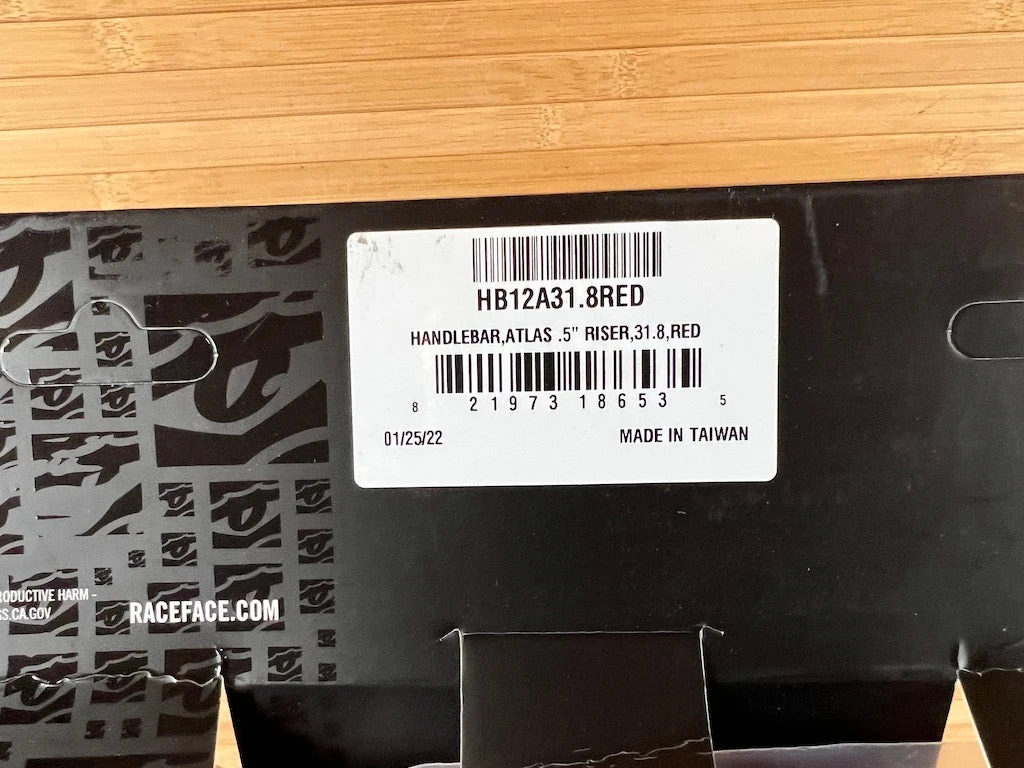 HB12A31.8RED
HANDLEBAR,ATLAS .5" RISER,31.8,RED
8 21973 18653 5
01/25/22 MADE IN TAIWAN
HARM -
.CA.GOV
RACEFACE.COM